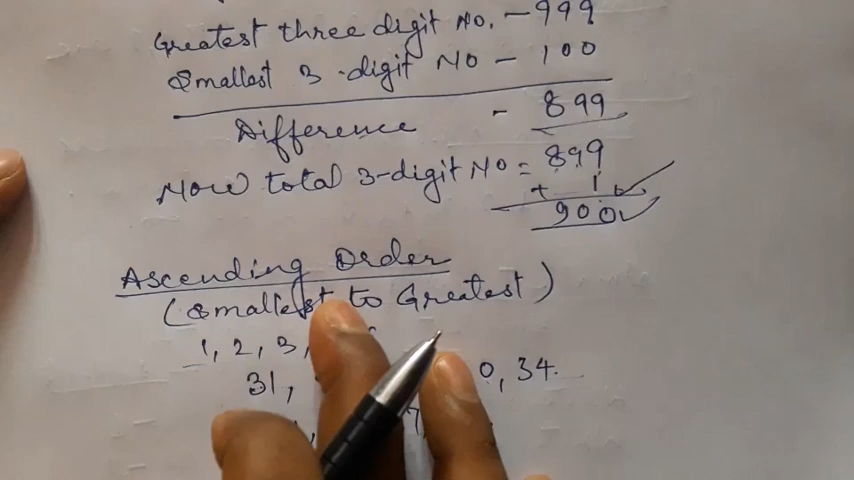 Greatest three digit No. - 999
Smallest 3 -digit NO - 100
Difference - 899
Now total 3-digit NO = 899
+ 1
900
Ascending Order
(Smallest to Greatest)
1, 2, 3,
31, 0, 34.
7